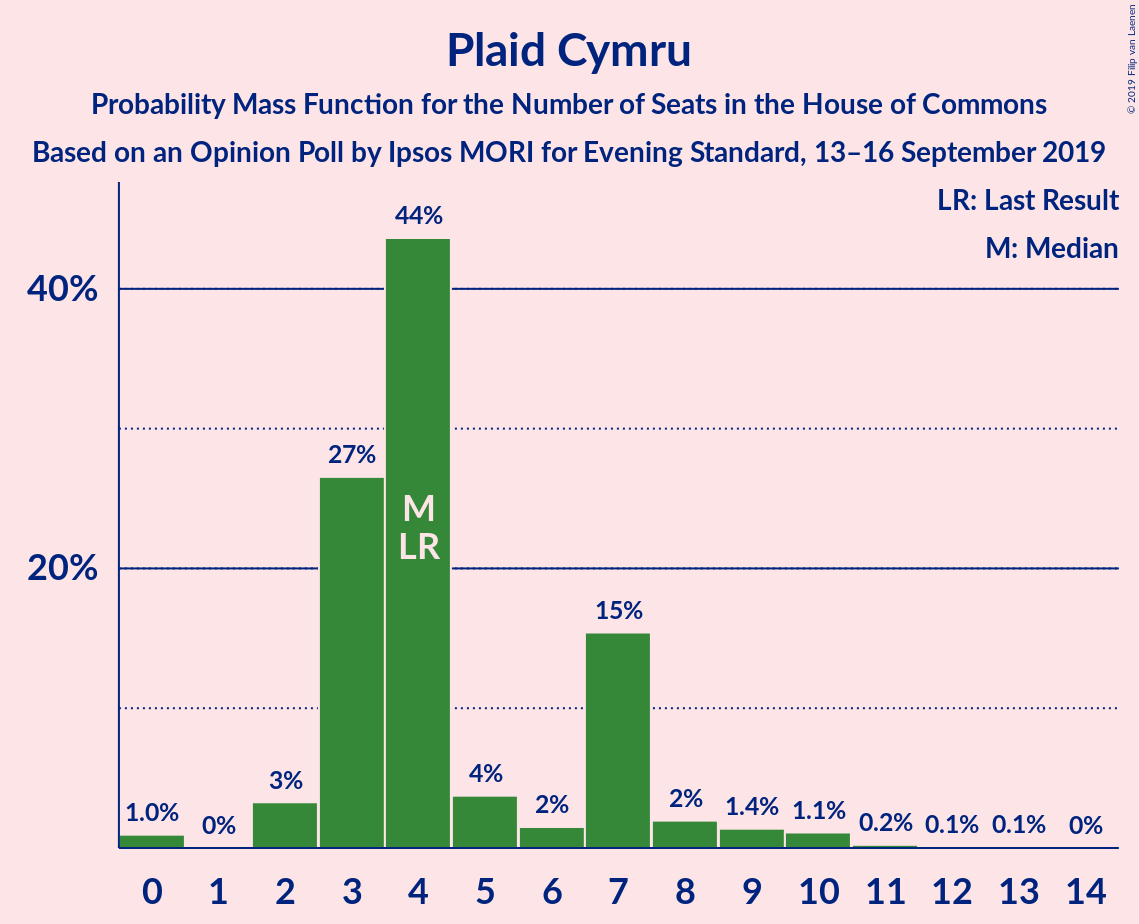 Plaid Cymru
Probability Mass Function for the Number of Seats in the House of Commons
Based on an Opinion Poll by Ipsos MORI for Evening Standard, 13–16 September 2019
© 2019 Filip van Laenen
LR: Last Result
M: Median
44%
40%
27%
M
LR
20%
15%
1.0% 0% 3% 4% 2% 2% 1.4% 1.1% 0.2% 0.1% 0.1% 0%
0 1 2 3 4 5 6 7 8 9 10 11 12 13 14